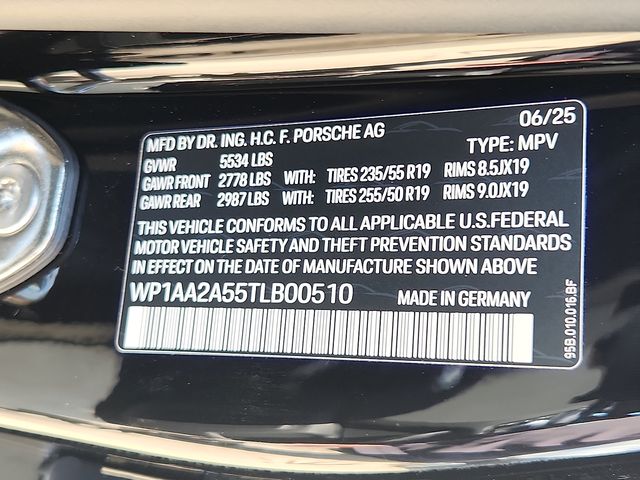 06/25
MFD BY DR. ING. H.C. F. PORSCHE AG
TYPE: MPV
GVWR 5534 LBS
GAWR FRONT 2778 LBS WITH: TIRES 235/55 R19 RIMS 8.5JX19
GAWR REAR 2987 LBS WITH: TIRES 255/50 R19 RIMS 9.0JX19
THIS VEHICLE CONFORMS TO ALL APPLICABLE U.S.FEDERAL
MOTOR VEHICLE SAFETY AND THEFT PREVENTION STANDARDS
IN EFFECT ON THE DATE OF MANUFACTURE SHOWN ABOVE
WP1AA2A55TLB00510 MADE IN GERMANY
95B.010.016.BF